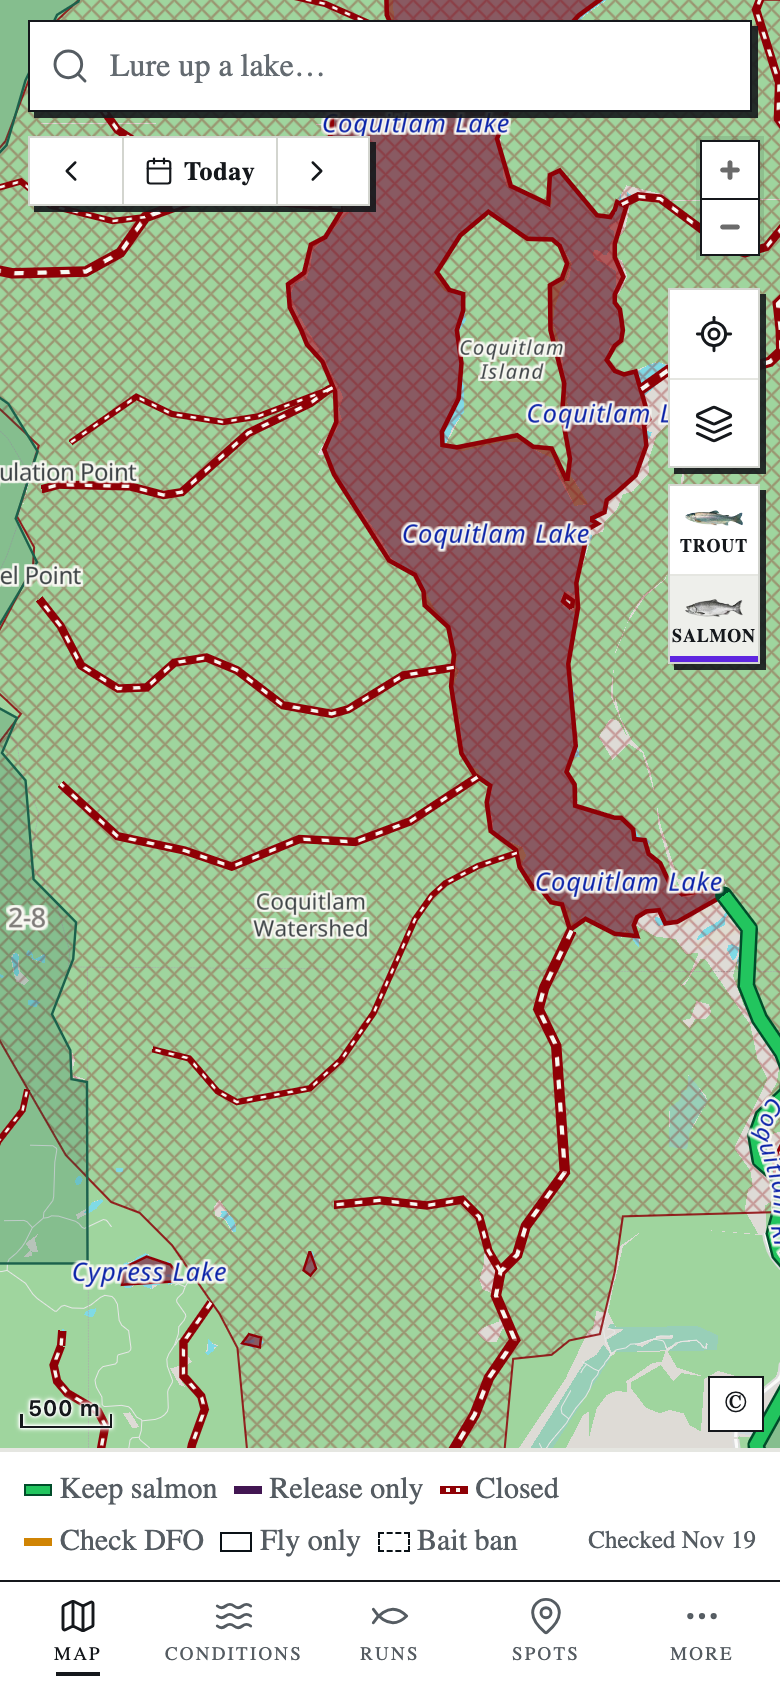 Lure up a lake…
Coquitlam Lake
Today
Coquitlam
Island
Coquitlam L
ulation Point
TROUT
Coquitlam Lake
el Point
SALMON
Coquitlam Lake
2-8
Coquitlam
Watershed
Coquitlam R
Cypress Lake
500 m
©
Keep salmon
Release only
Closed
Check DFO
Fly only
Bait ban
Checked Nov 19
MAP
CONDITIONS
RUNS
SPOTS
MORE